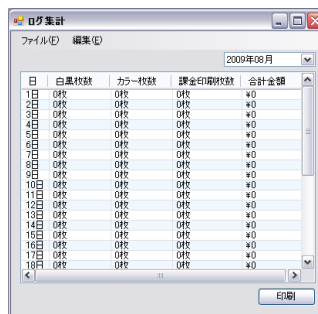 ログ集計
ファイル(F) 編集(E)
2009年08月
日 白黒枚数 カラー枚数 課金印刷枚数 合計金額
1日 0枚 0枚 0枚 ¥0
2日 0枚 0枚 0枚 ¥0
3日 0枚 0枚 0枚 ¥0
4日 0枚 0枚 0枚 ¥0
5日 0枚 0枚 0枚 ¥0
6日 0枚 0枚 0枚 ¥0
7日 0枚 0枚 0枚 ¥0
8日 0枚 0枚 0枚 ¥0
9日 0枚 0枚 0枚 ¥0
10日 0枚 0枚 0枚 ¥0
11日 0枚 0枚 0枚 ¥0
12日 0枚 0枚 0枚 ¥0
13日 0枚 0枚 0枚 ¥0
14日 0枚 0枚 0枚 ¥0
15日 0枚 0枚 0枚 ¥0
16日 0枚 0枚 0枚 ¥0
17日 0枚 0枚 0枚 ¥0
18日 0枚 0枚 0枚 ¥0
印刷